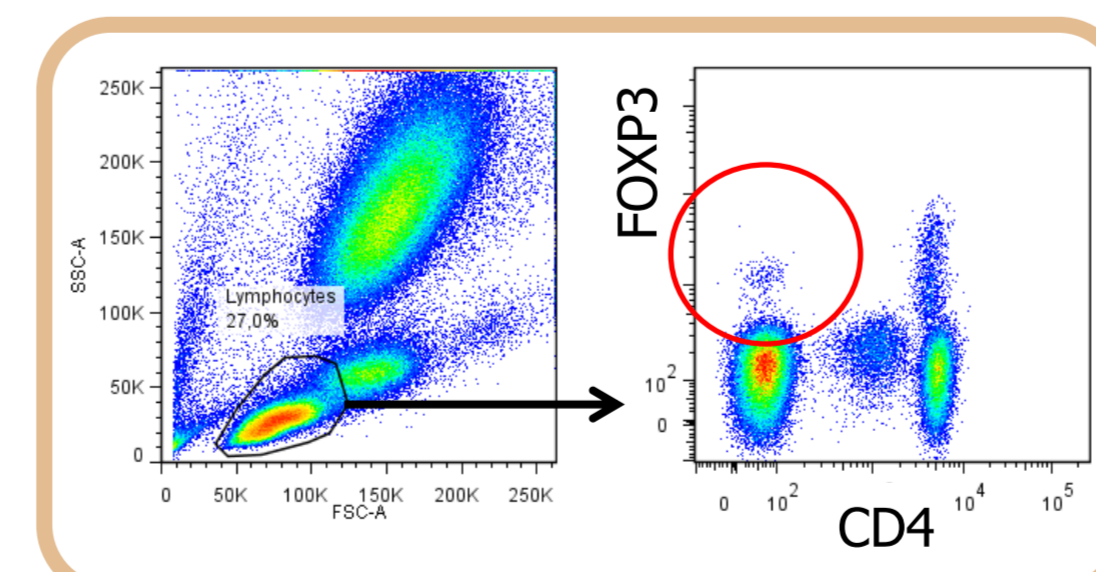 250K
200K
150K
100K
50K
0
SSC-A
Lymphocytes
27,0%
0 50K 100K 150K 200K 250K
FSC-A
FOXP3
10²
0
0 10² 10⁴ 10⁵
CD4